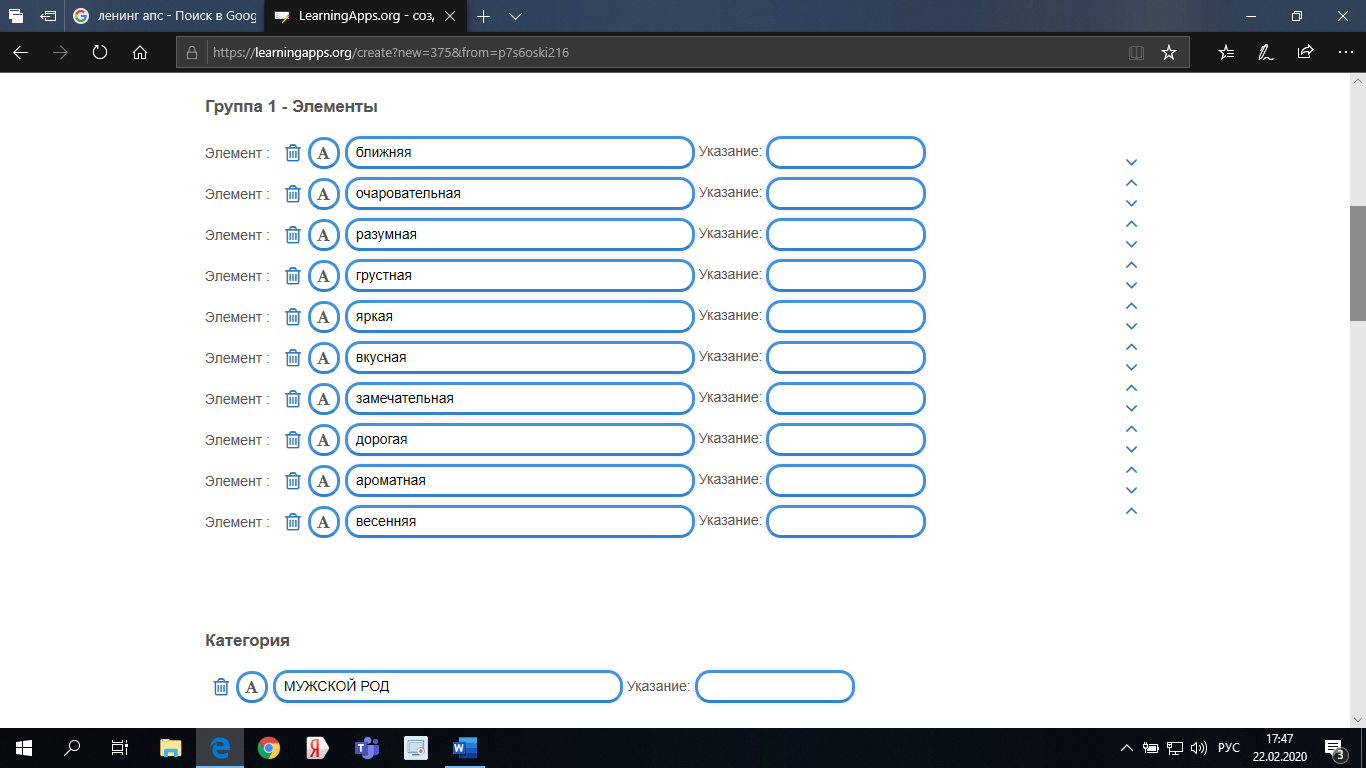 ленинг апс - Поиск в Goog
LearningApps.org - соз,
https://learningapps.org/create?new=375&from=p7s6oski216
Группа 1 - Элементы
Элемент : A ближняя Указание:
Элемент : A очаровательная Указание:
Элемент : A разумная Указание:
Элемент : A грустная Указание:
Элемент : A яркая Указание:
Элемент : A вкусная Указание:
Элемент : A замечательная Указание:
Элемент : A дорогая Указание:
Элемент : A ароматная Указание:
Элемент : A весенняя Указание:
Категория
A МУЖСКОЙ РОД Указание:
РУС
17:47
22.02.2020
3